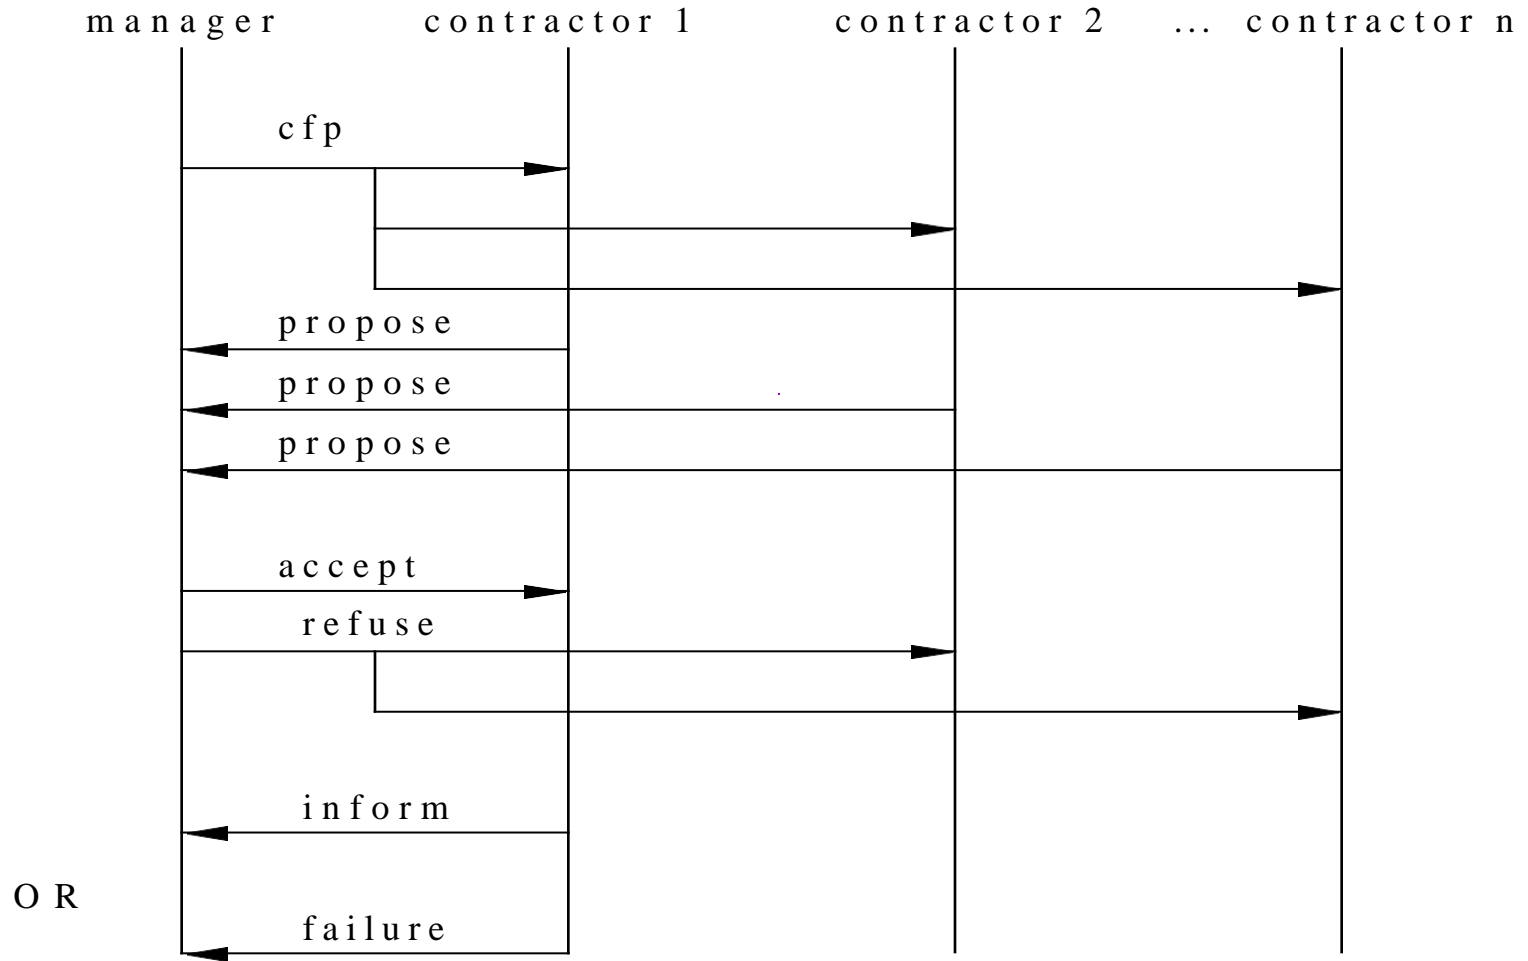 manager contractor 1 contractor 2 ... contractor n
cfp
propose
propose
propose
accept
refuse
inform
OR
failure